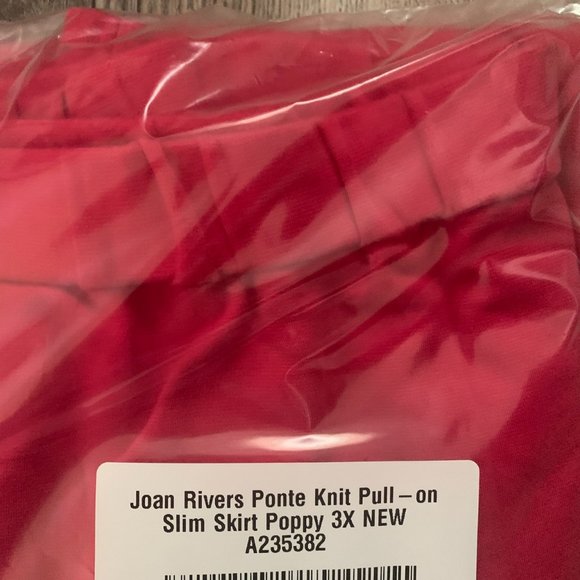 Joan Rivers Ponte Knit Pull – on
Slim Skirt Poppy 3X NEW
A235382